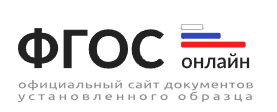 ФГОС
онлайн
официальный сайт документов
установленного образца